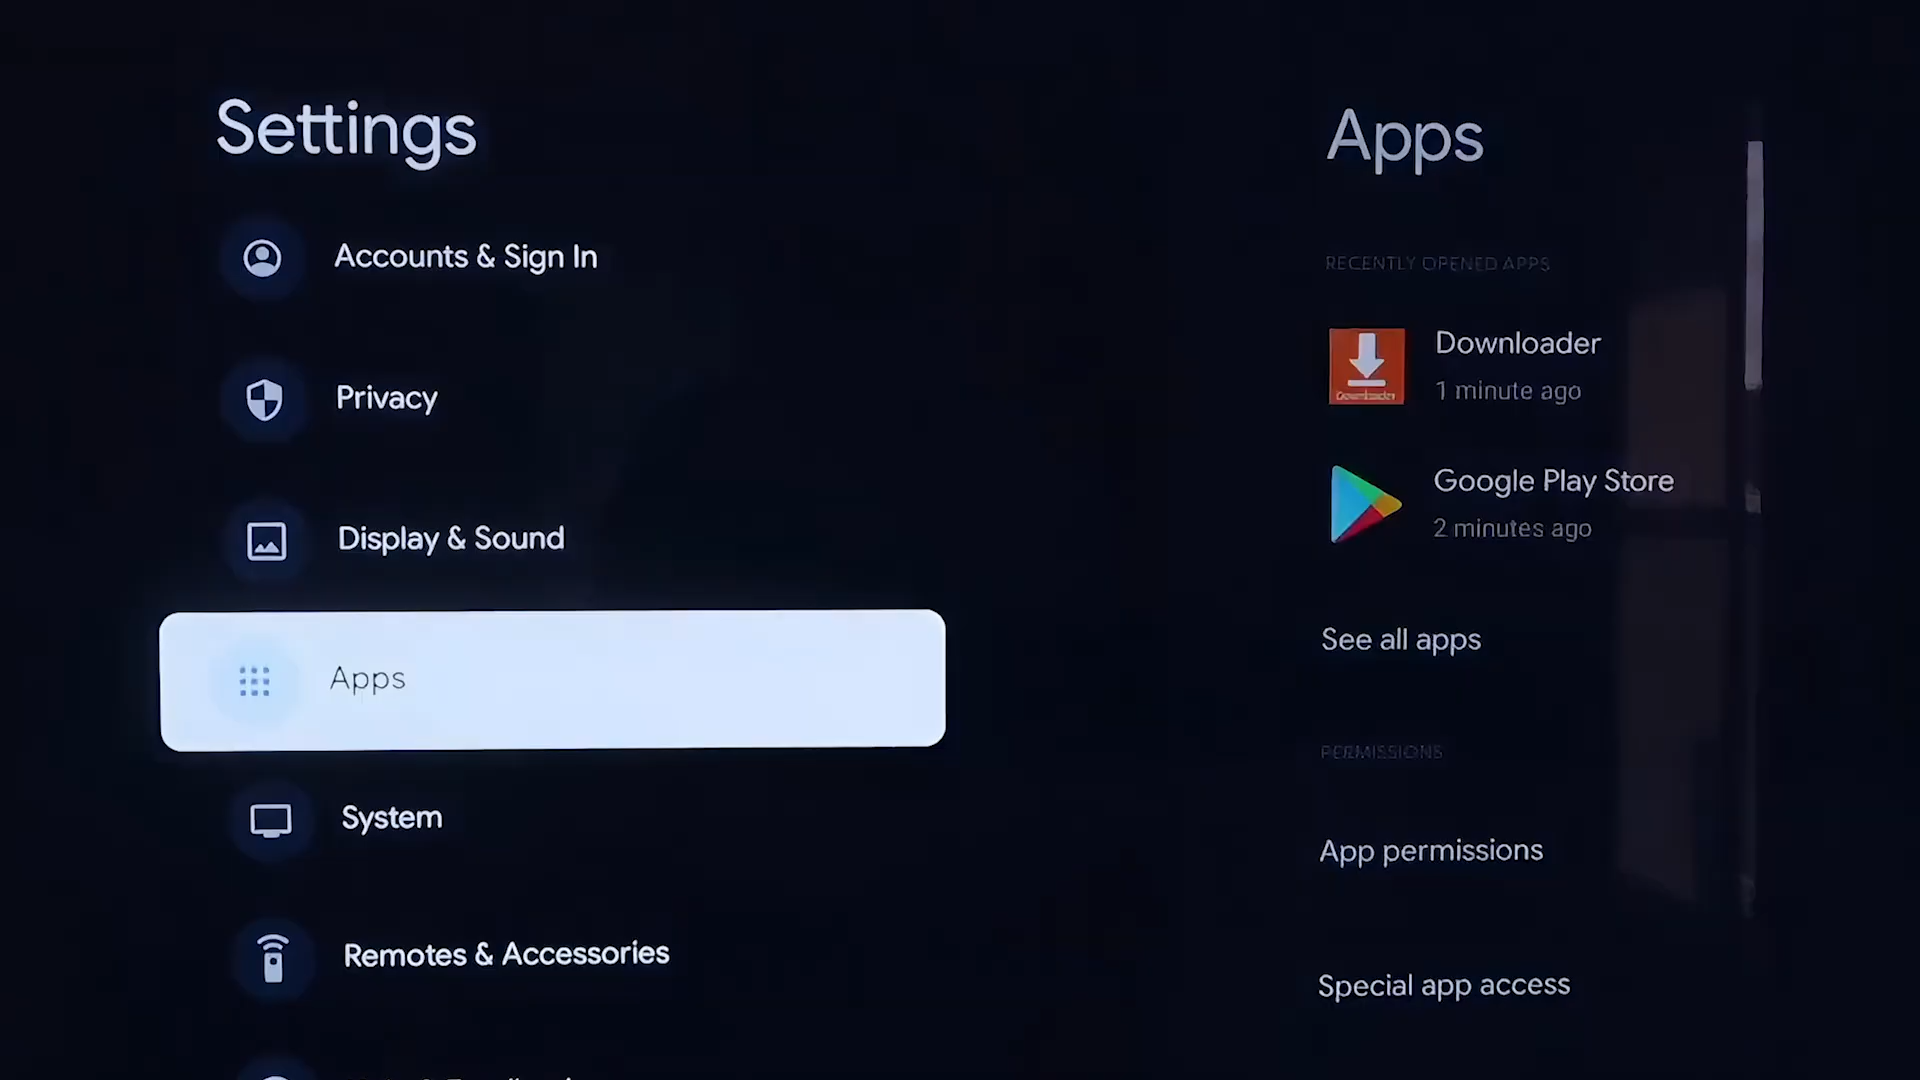 Settings
Accounts & Sign In
Privacy
Display & Sound
Apps
System
Remotes & Accessories
Apps
RECENTLY OPENED APPS
Downloader
1 minute ago
Downloader
Google Play Store
2 minutes ago
See all apps
PERMISSIONS
App permissions
Special app access